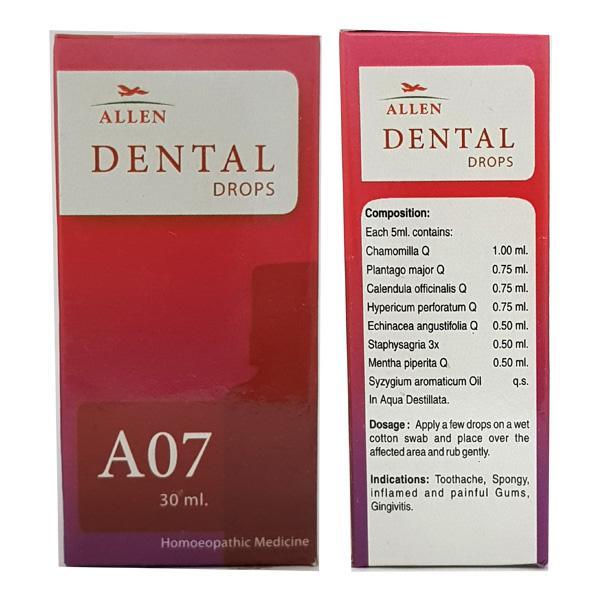 ALLEN
DENTAL
DROPS
A07
30 ml.
Homoeopathic Medicine
ALLEN
DENTAL
DROPS
Composition:
Each 5ml. contains:
Chamomilla Q 1.00 ml.
Plantago major Q 0.75 ml.
Calendula officinalis Q 0.75 ml.
Hypericum perforatum Q 0.75 ml.
Echinacea angustifolia Q 0.50 ml.
Staphysagria 3x 0.50 ml.
Mentha piperita Q 0.50 ml.
Syzygium aromaticum Oil q.s.
In Aqua Destillata.
Dosage : Apply a few drops on a wet
cotton swab and place over the
affected area and rub gently.
Indications: Toothache, Spongy,
inflamed and painful Gums,
Gingivitis.